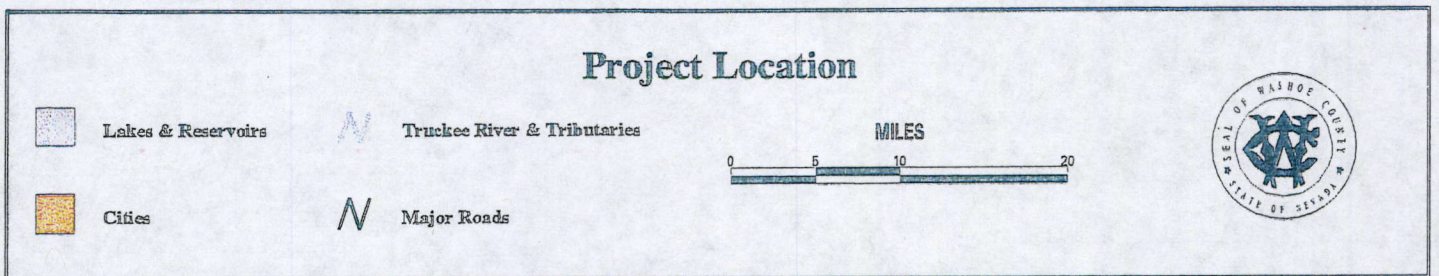 Project Location
Lakes & Reservoirs
Truckee River & Tributaries
Cities
Major Roads
MILES
0 5 10 20
SEAL OF WASHOE COUNTY
STATE OF NEVADA